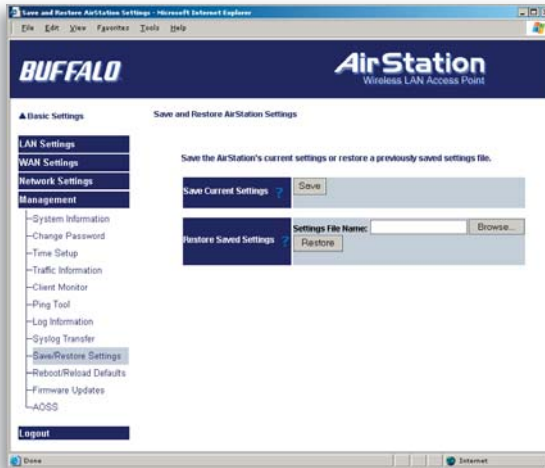 Save and Restore AirStation Settings - Microsoft Internet Explorer
File Edit View Favorites Tools Help
BUFFALO
AirStation
Wireless LAN Access Point
Basic Settings
Save and Restore AirStation Settings
LAN Settings
WAN Settings
Network Settings
Management
System Information
Change Password
Time Setup
Traffic Information
Client Monitor
Ping Tool
Log Information
Syslog Transfer
Save/Restore Settings
Reboot/Reload Defaults
Firmware Updates
AOSS
Logout
Save the AirStation's current settings or restore a previously saved settings file.
Save Current Settings ? Save
Restore Saved Settings ? Settings File Name: Browse...
Restore
Done
Internet